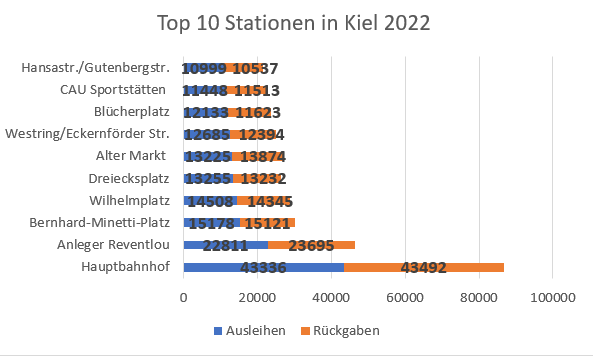 Top 10 Stationen in Kiel 2022
Hansastr./Gutenbergstr. 10999 10537
CAU Sportstätten 11448 11513
Blücherplatz 12133 11623
Westring/Eckernförder Str. 12685 12394
Alter Markt 13225 13874
Dreiecksplatz 13255 13232
Wilhelmplatz 14508 14345
Bernhard-Minetti-Platz 15178 15121
Anleger Reventlou 22811 23695
Hauptbahnhof 43336 43492
0 20000 40000 60000 80000 100000
Ausleihen Rückgaben